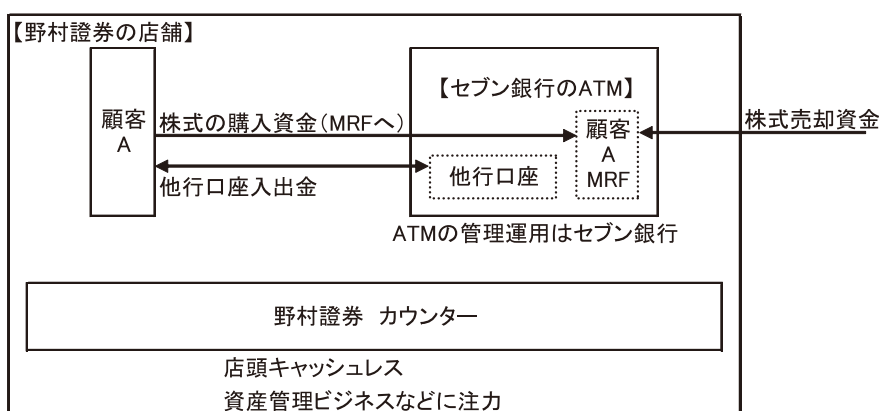 【野村證券の店舗】
【セブン銀行のATM】
顧客
A
株式の購入資金(MRFへ)
顧客
A
MRF
株式売却資金
他行口座入出金
他行口座
ATMの管理運用はセブン銀行
野村證券 カウンター
店頭キャッシュレス
資産管理ビジネスなどに注力